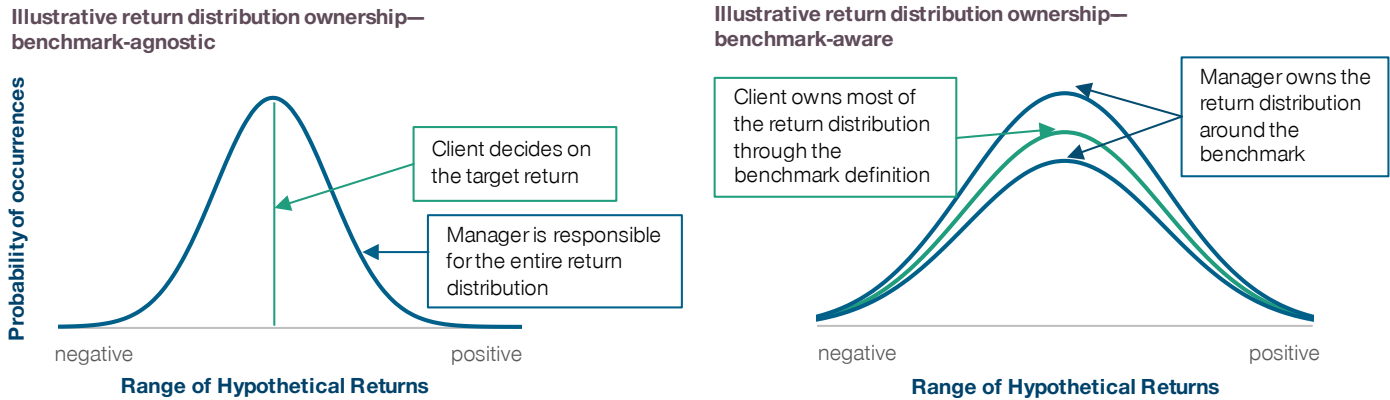 Illustrative return distribution ownership—
benchmark-agnostic
Probability of occurrences
Client decides on
the target return
Manager is responsible
for the entire return
distribution
negative
positive
Range of Hypothetical Returns
Illustrative return distribution ownership—
benchmark-aware
Client owns most of
the return distribution
through the
benchmark definition
Manager owns the
return distribution
around the
benchmark
negative
positive
Range of Hypothetical Returns